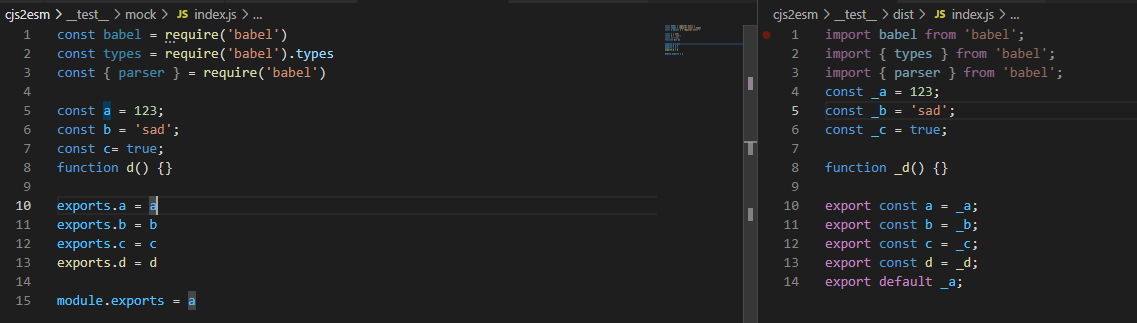 cjs2esm > __test__ > mock > JS index.js > ...
1 const babel = require('babel')
2 const types = require('babel').types
3 const { parser } = require('babel')
4
5 const a = 123;
6 const b = 'sad';
7 const c= true;
8 function d() {}
9
10 exports.a = a
11 exports.b = b
12 exports.c = c
13 exports.d = d
14
15 module.exports = a
cjs2esm > __test__ > dist > JS index.js > ...
1 import babel from 'babel';
2 import { types } from 'babel';
3 import { parser } from 'babel';
4 const _a = 123;
5 const _b = 'sad';
6 const _c = true;
7
8 function _d() {}
9
10 export const a = _a;
11 export const b = _b;
12 export const c = _c;
13 export const d = _d;
14 export default _a;